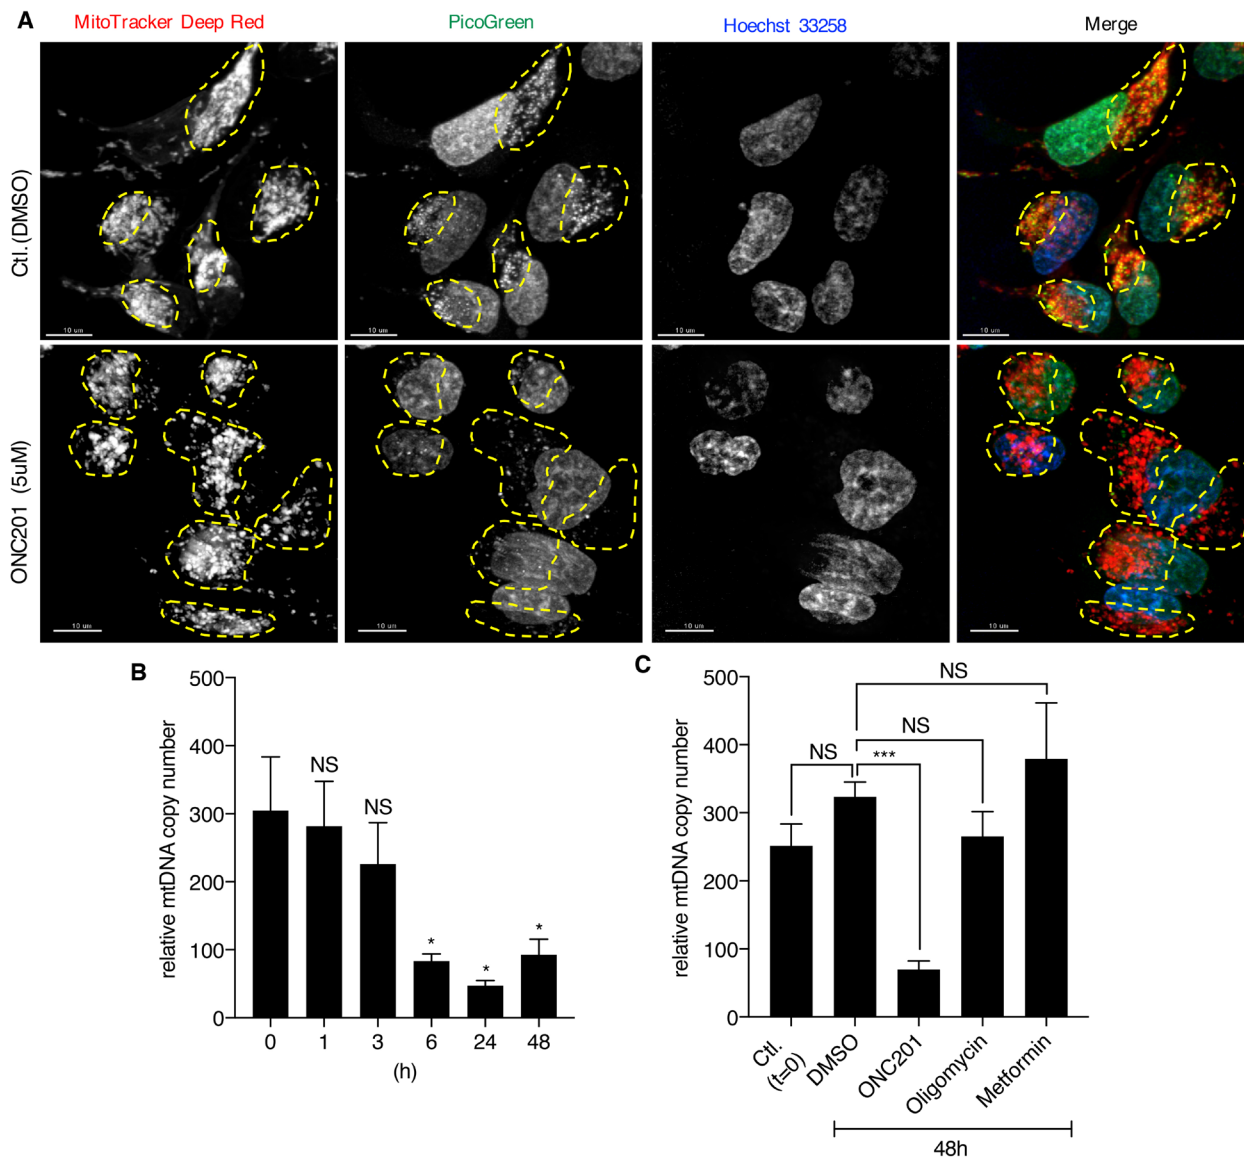 A
MitoTracker Deep Red
PicoGreen
Hoechst 33258
Merge
Ctl. (DMSO)
10 um
10 um
10 um
10 um
ONC201 (5uM)
10 um
10 um
10 um
10 um
B
relative mtDNA copy number
500
400
300
200
100
0
NS
NS
*
*
*
0 1 3 6 24 48
(h)
C
relative mtDNA copy number
500
400
300
200
100
0
NS
NS
NS
***
Ctl.
(t=0)
DMSO
ONC201
Oligomycin
Metformin
48h